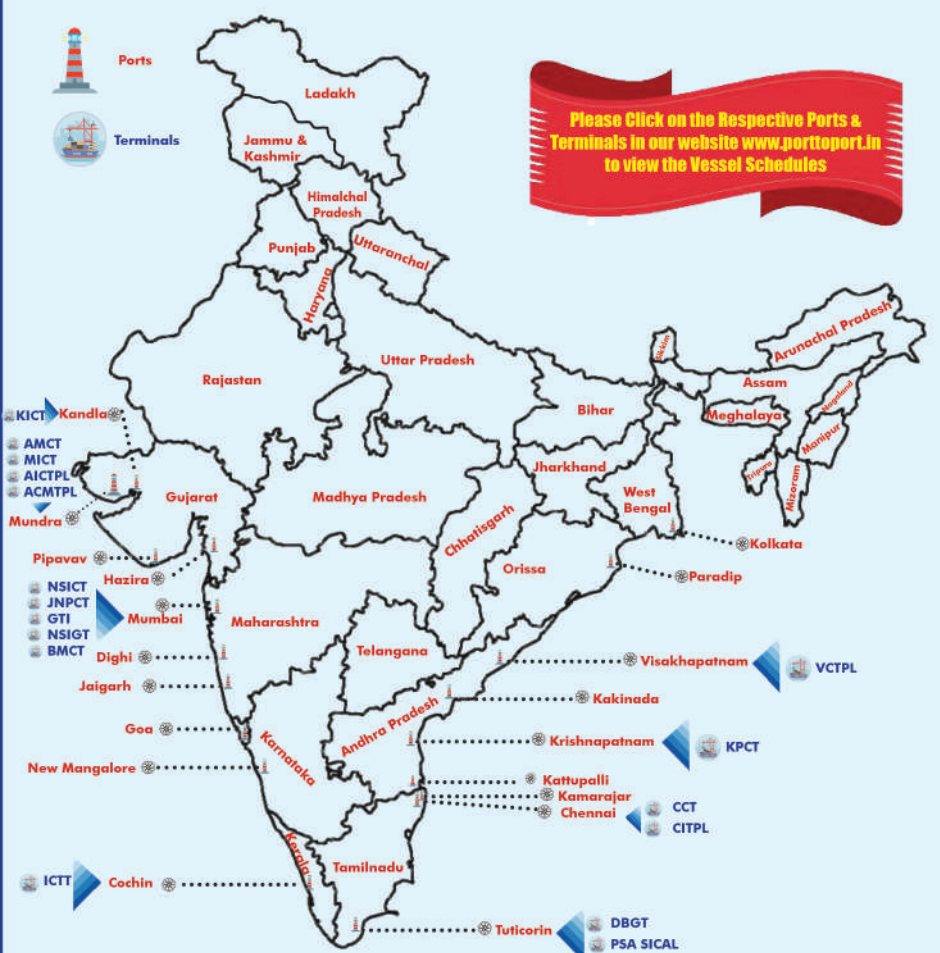 Ports
Terminals
Please Click on the Respective Ports &
Terminals in our website www.porttoport.in
to view the Vessel Schedules
Ladakh
Jammu &
Kashmir
Himalchal
Pradesh
Punjab
Uttaranchal
Haryana
Rajastan
Uttar Pradesh
Sikkim
Arunachal Pradesh
Assam
Nagaland
Meghalaya
Manipur
Tripura
Mizoram
Bihar
Jharkhand
West
Bengal
KICT
Kandla
AMCT
MICT
AICTPL
ACMTPL
Mundra
Gujarat
Madhya Pradesh
Chhatisgarh
Orissa
Kolkata
Paradip
Pipavav
Hazira
NSICT
JNPCT
GTI
NSIGT
BMCT
Mumbai
Maharashtra
Telangana
Dighi
Jaigarh
Goa
New Mangalore
Karnataka
Andhra Pradesh
Visakhapatnam
VCTPL
Kakinada
Krishnapatnam
KPCT
Kattupalli
Kamarajar
Chennai
CCT
CITPL
Kerala
Tamilnadu
ICTT
Cochin
Tuticorin
DBGT
PSA SICAL